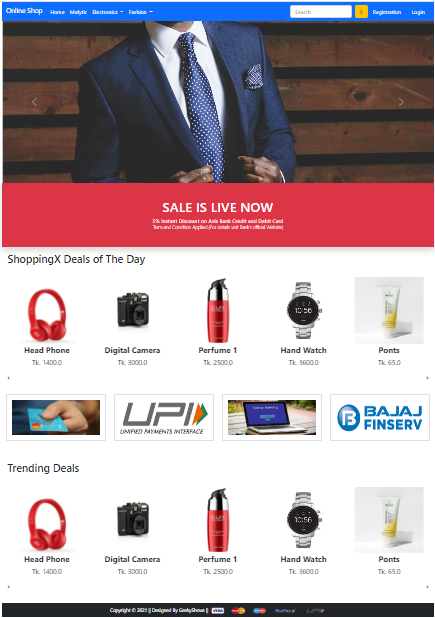 Online Shop Home Mobile Electronics Fashion Search Registration Login
SALE IS LIVE NOW
5% Instant Discount on Axis Bank Credit and Debit Card
Term and Condition Applied (For details visit Bank's official Website)
ShoppingX Deals of The Day
Head Phone Digital Camera Perfume 1 Hand Watch Ponts
Tk. 1400.0 Tk. 3000.0 Tk. 2500.0 Tk. 3600.0 Tk. 65.0
UPI BAJAJ
UNIFIED PAYMENTS INTERFACE FINSERV
Trending Deals
10:56
Head Phone Digital Camera Perfume 1 Hand Watch Ponts
Tk. 1400.0 Tk. 3000.0 Tk. 2500.0 Tk. 3600.0 Tk. 65.0
Copyright © 2021 || Designed By GeekyShows || VISA PayPal UPI